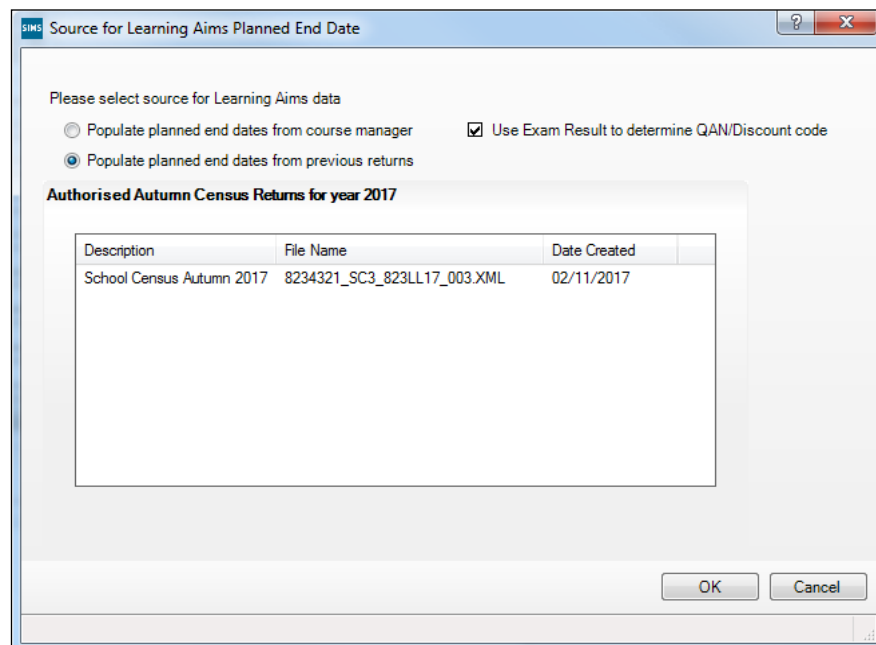 SIMS Source for Learning Aims Planned End Date ? X
Please select source for Learning Aims data
Populate planned end dates from course manager Use Exam Result to determine QAN/Discount code
Populate planned end dates from previous returns
Authorised Autumn Census Returns for year 2017
Description File Name Date Created
School Census Autumn 2017 8234321_SC3_823LL17_003.XML 02/11/2017
OK Cancel